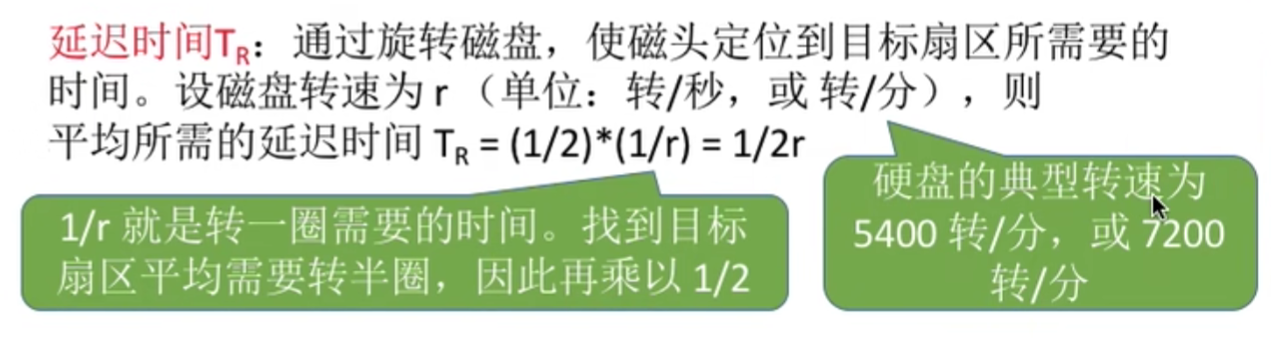 延迟时间TR：通过旋转磁盘，使磁头定位到目标扇区所需要的
时间。设磁盘转速为 r （单位：转/秒，或 转/分），则
平均所需的延迟时间 TR = (1/2)*(1/r) = 1/2r
1/r 就是转一圈需要的时间。找到目标
扇区平均需要转半圈，因此再乘以 1/2
硬盘的典型转速为
5400 转/分，或 7200
转/分